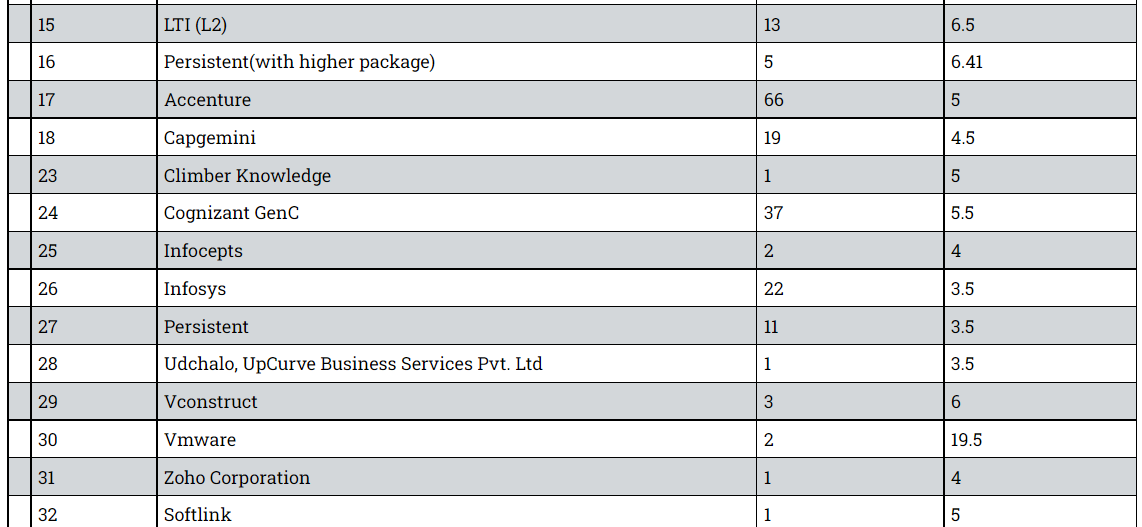 15 LTI (L2) 13 6.5
16 Persistent(with higher package) 5 6.41
17 Accenture 66 5
18 Capgemini 19 4.5
23 Climber Knowledge 1 5
24 Cognizant GenC 37 5.5
25 Infocepts 2 4
26 Infosys 22 3.5
27 Persistent 11 3.5
28 Udchalo, UpCurve Business Services Pvt. Ltd 1 3.5
29 Vconstruct 3 6
30 Vmware 2 19.5
31 Zoho Corporation 1 4
32 Softlink 1 5